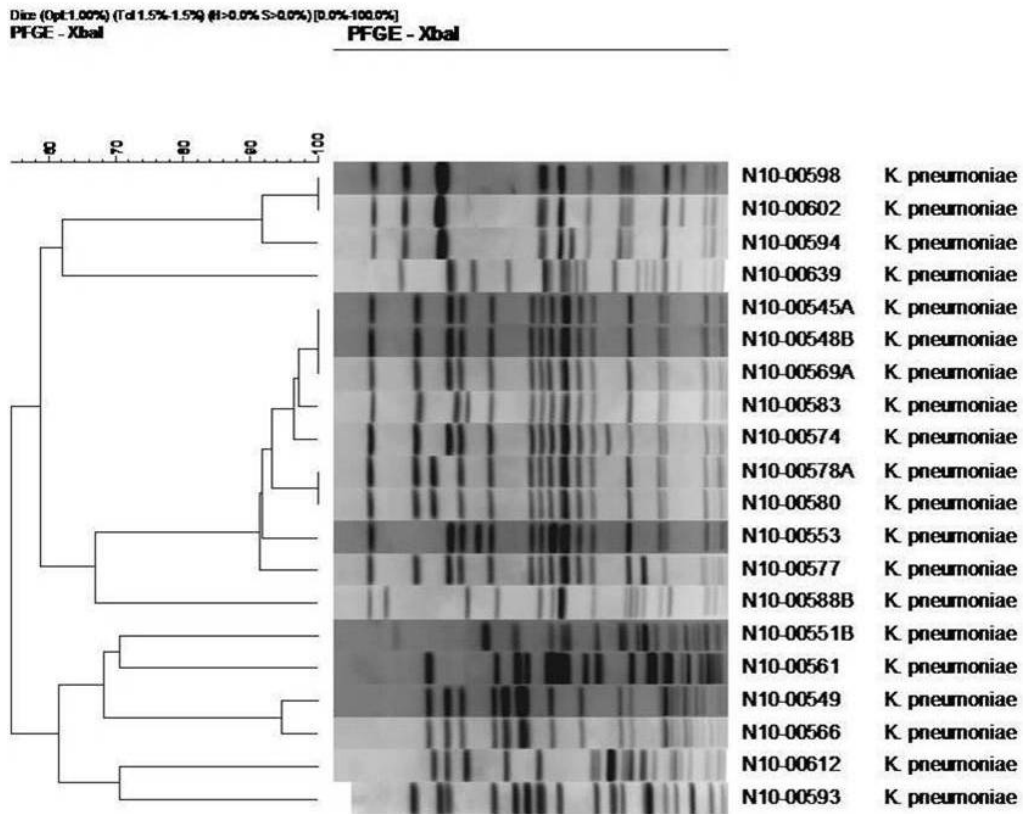 Dice (Opt:1.00%) (Tol 1.5%-1.5%) (H>0.0% S>0.0%) [0.0%-100.0%]
PFGE - XbaI PFGE - XbaI
60 70 80 90 100
N10-00598 K. pneumoniae
N10-00602 K. pneumoniae
N10-00594 K. pneumoniae
N10-00639 K. pneumoniae
N10-00545A K. pneumoniae
N10-00548B K. pneumoniae
N10-00569A K. pneumoniae
N10-00583 K. pneumoniae
N10-00574 K. pneumoniae
N10-00578A K. pneumoniae
N10-00580 K. pneumoniae
N10-00553 K. pneumoniae
N10-00577 K. pneumoniae
N10-00588B K. pneumoniae
N10-00551B K. pneumoniae
N10-00561 K. pneumoniae
N10-00549 K. pneumoniae
N10-00566 K. pneumoniae
N10-00612 K. pneumoniae
N10-00593 K. pneumoniae